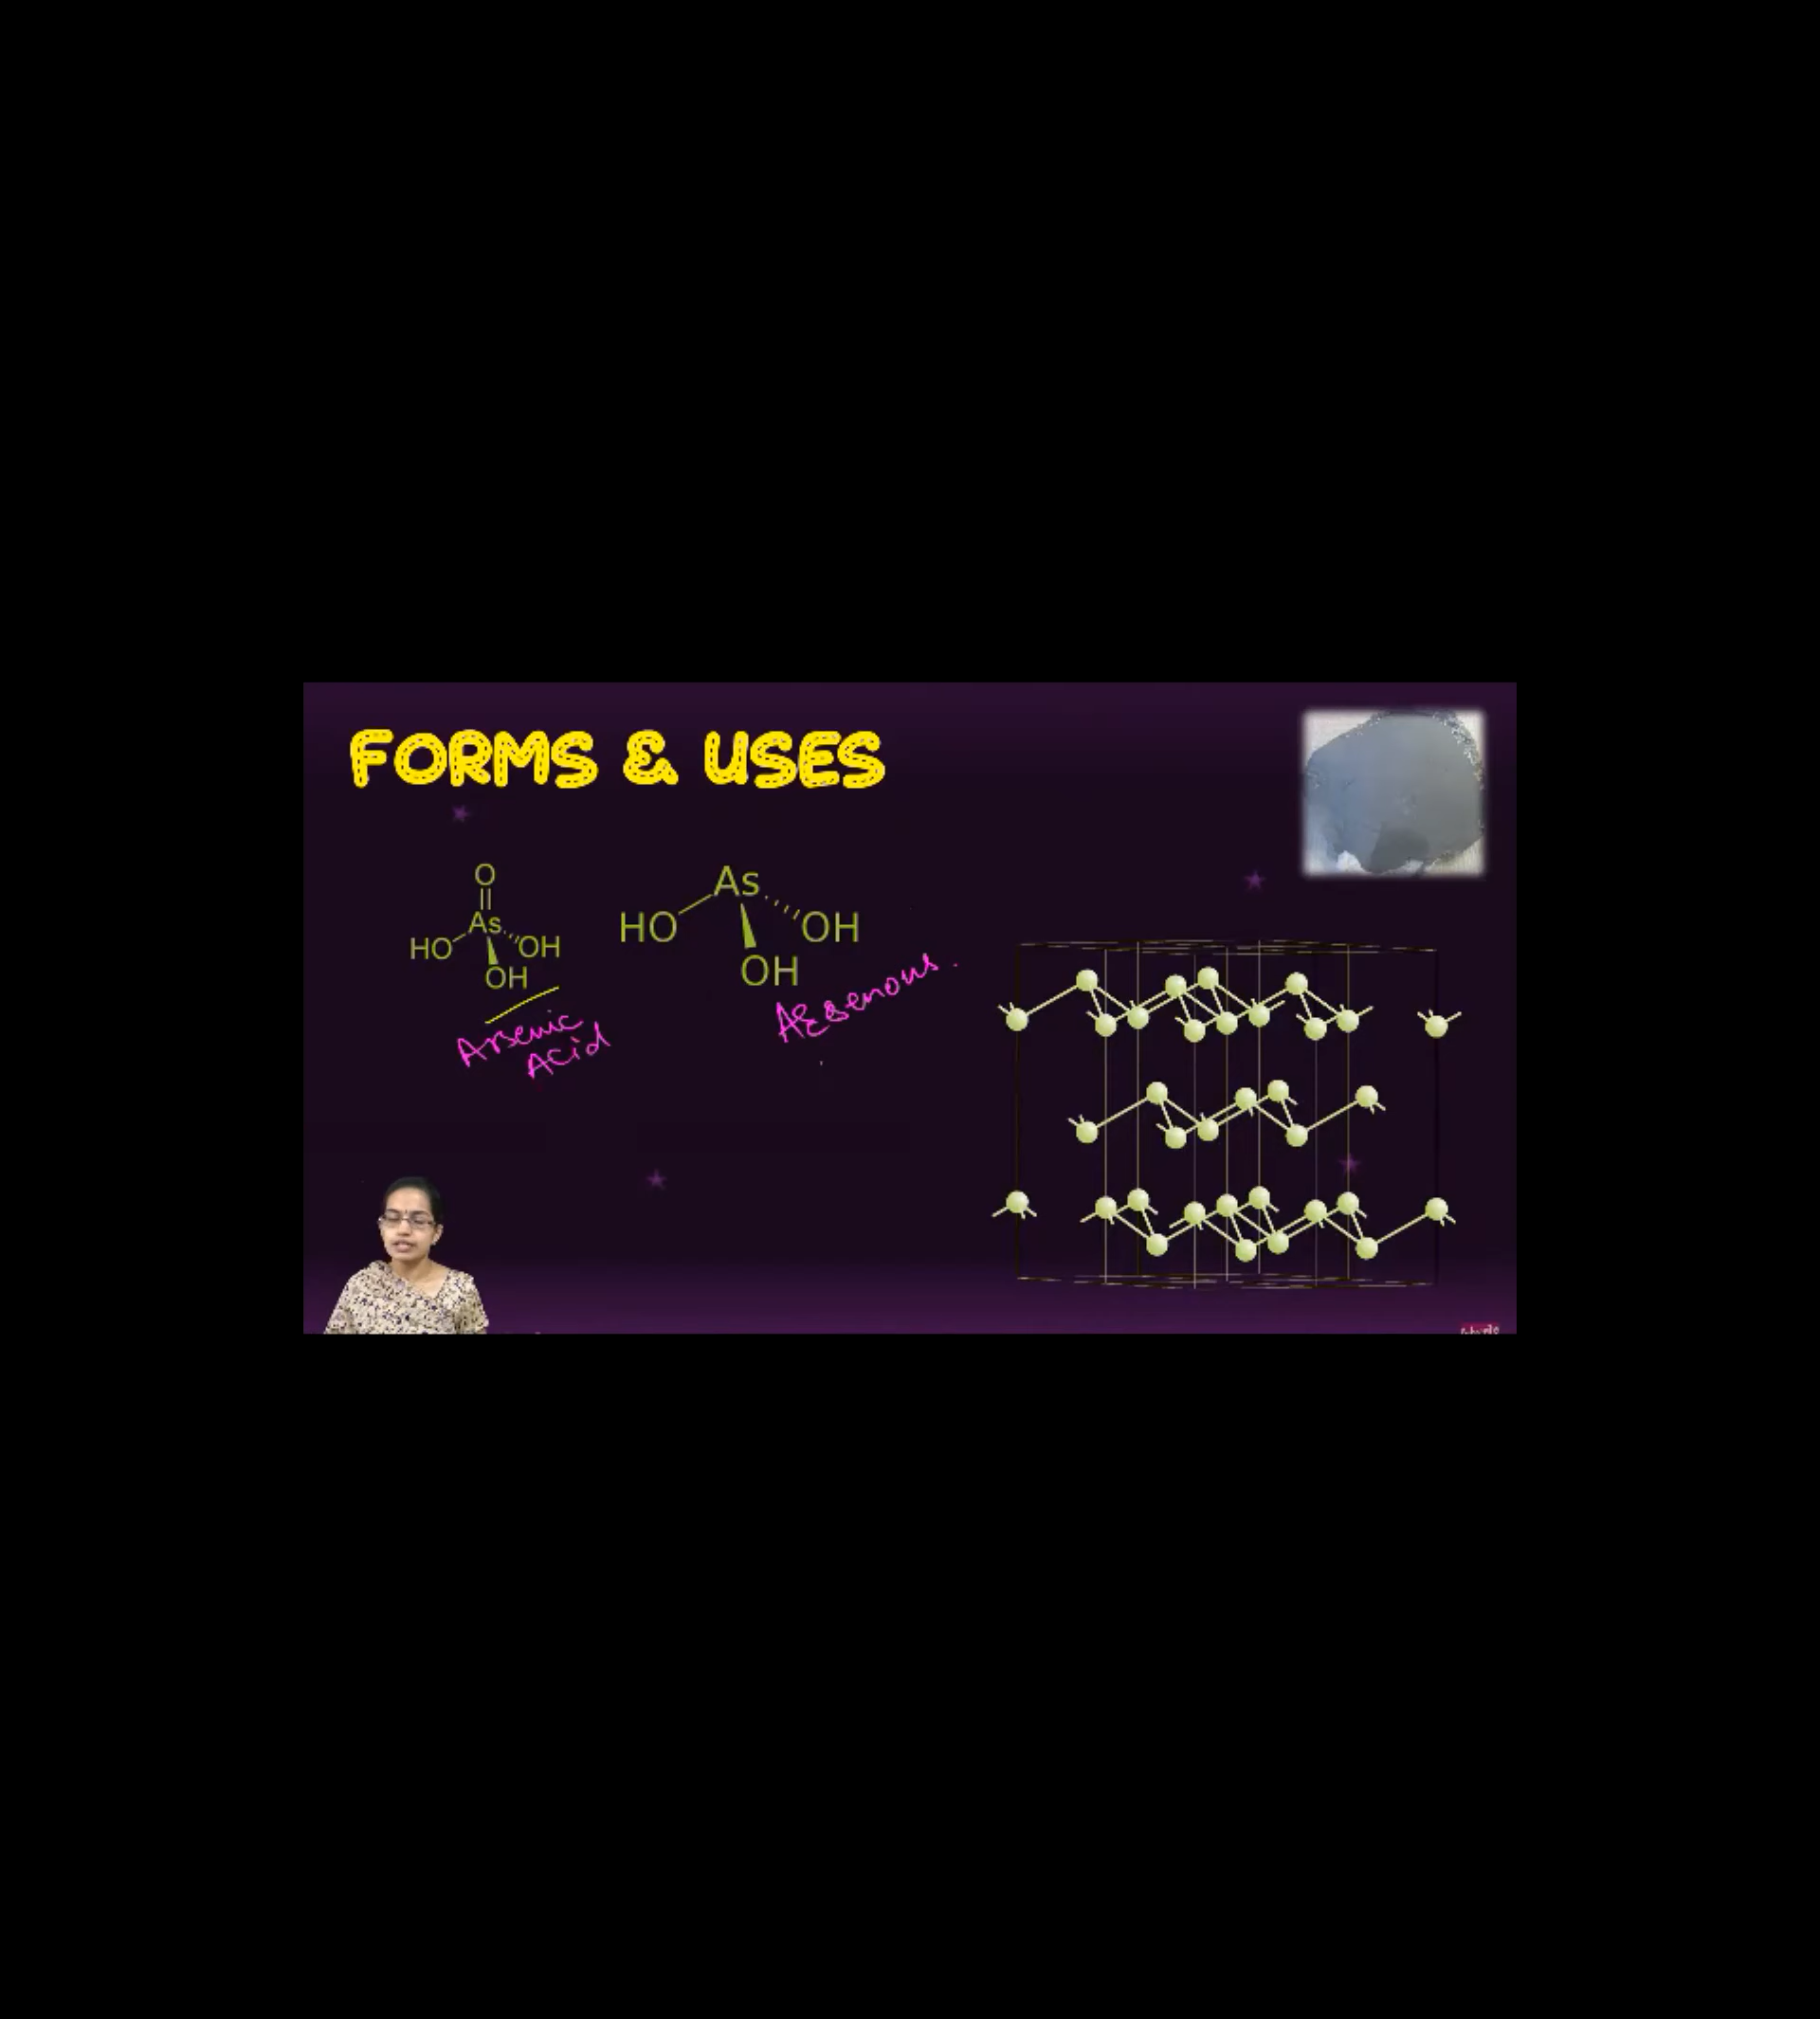 FORMS & USES
O
As
HO OH
OH
As
HO OH
OH
Arsenic
Acid
Arsenous.